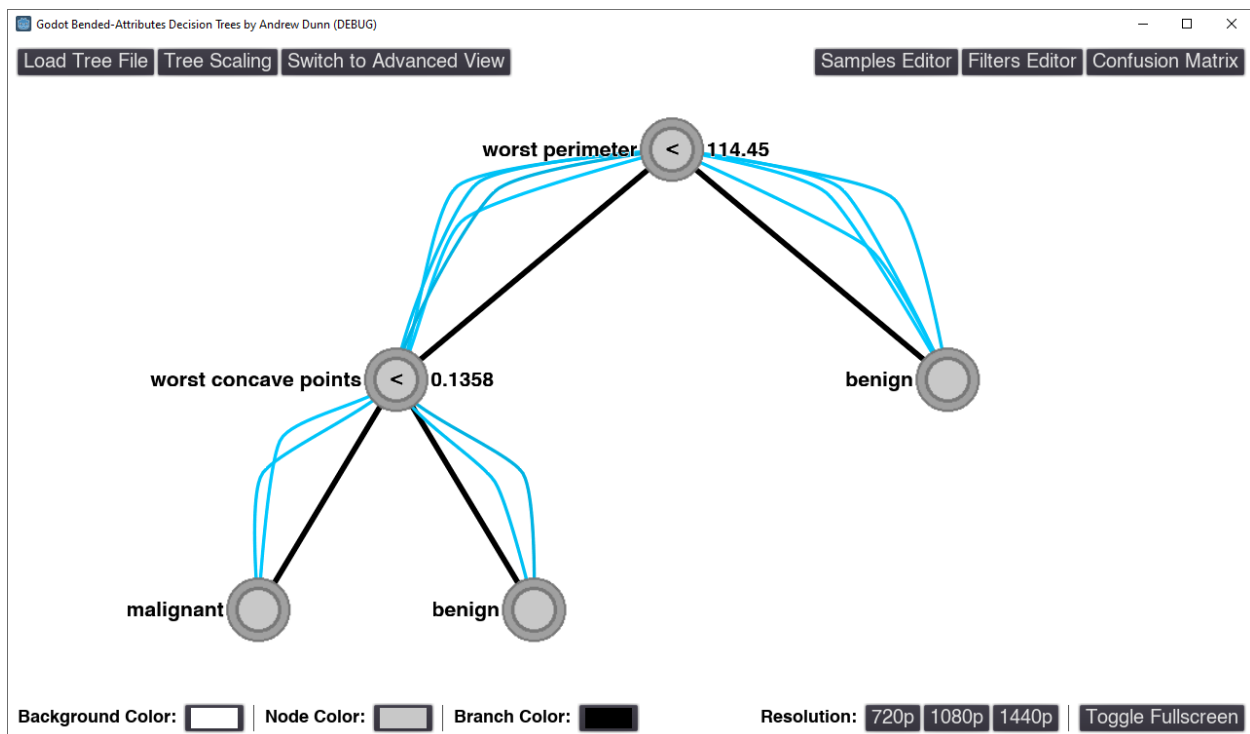 Godot Bended-Attributes Decision Trees by Andrew Dunn (DEBUG)
Load Tree File Tree Scaling Switch to Advanced View Samples Editor Filters Editor Confusion Matrix
worst perimeter < 114.45
worst concave points < 0.1358 benign
malignant benign
Background Color: Node Color: Branch Color: Resolution: 720p 1080p 1440p Toggle Fullscreen